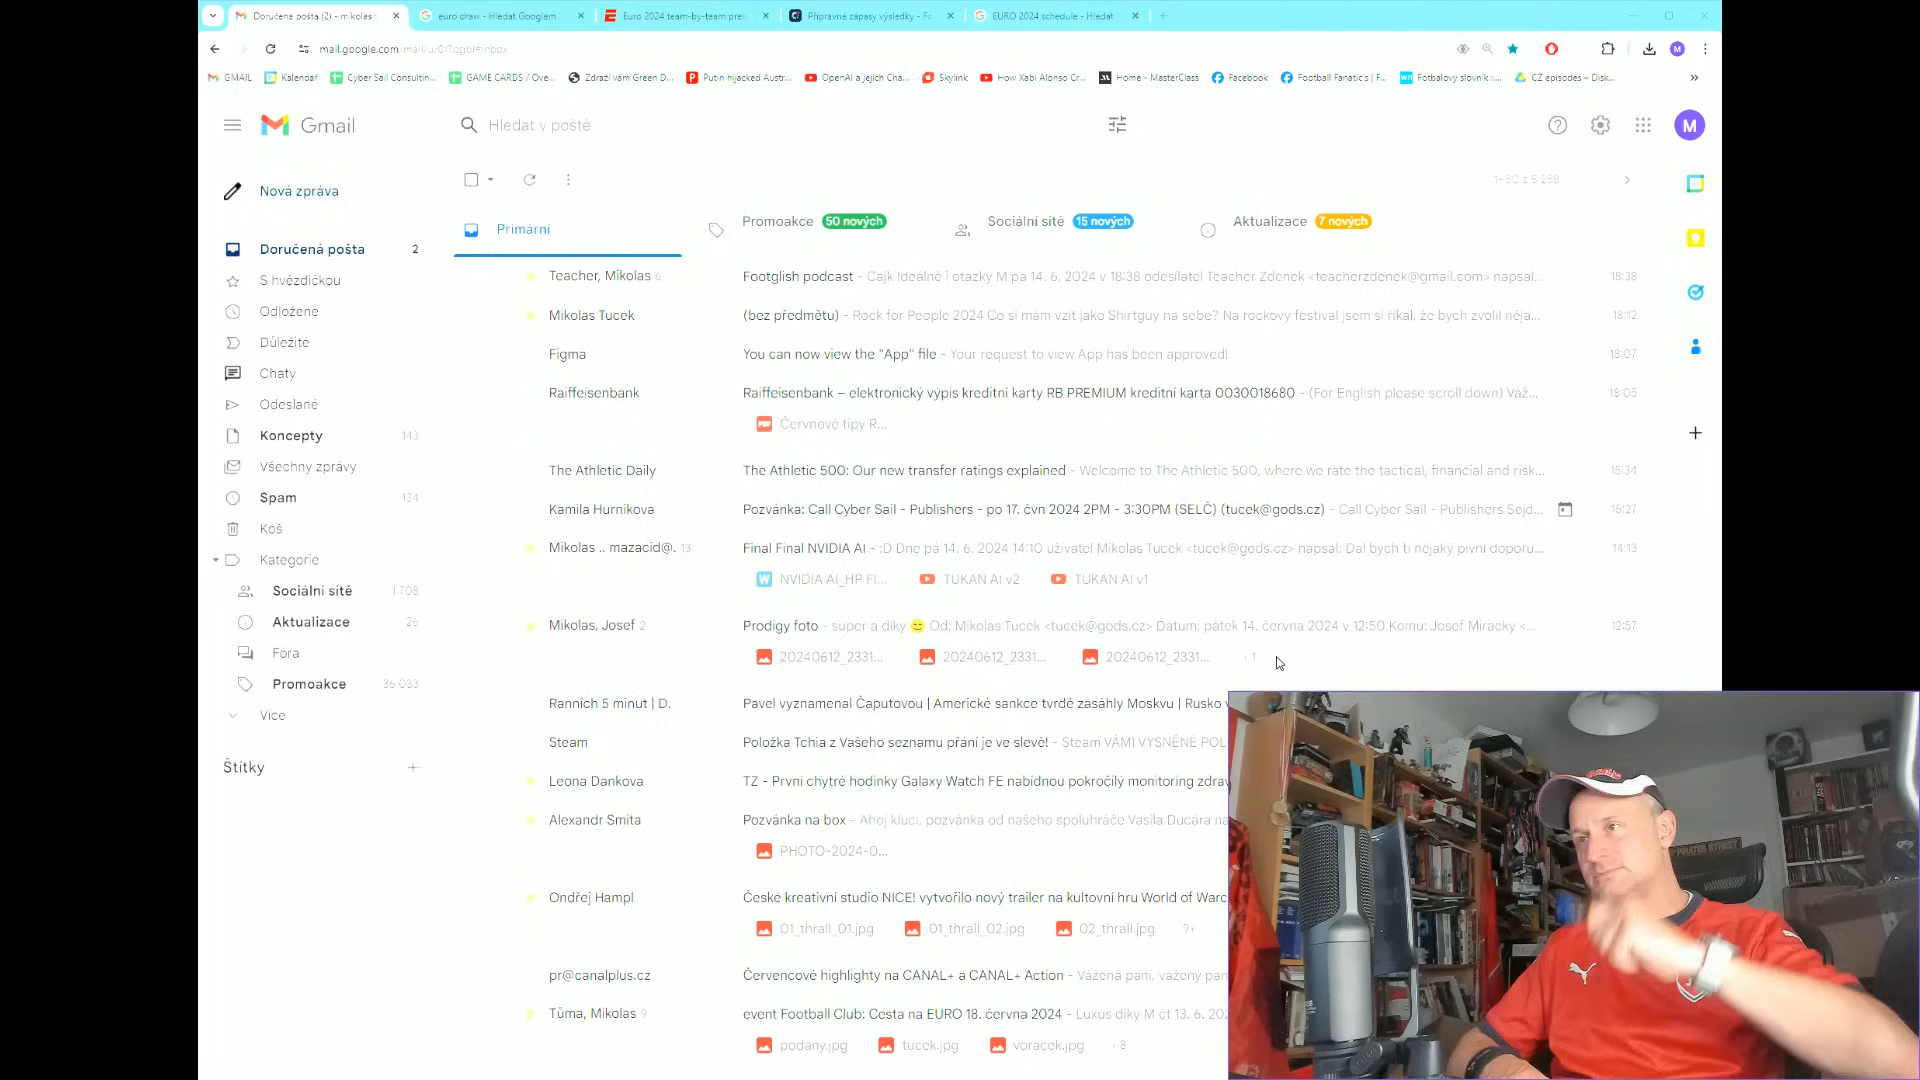 Doručená pošta (2) - mikolas.t
euro draw - Hledat Googlem
Euro 2024 team-by-team prei
Přípravné zápasy výsledky - Fo
EURO 2024 schedule - Hledat
mail.google.com/mail/u/0/?ogbl#inbox
GMAIL
Kalendář
Cyber Sail Consultin...
GAME CARDS / Ove...
Zdraží vám Green D...
Putin hijacked Austr...
OpenAI a jejich Cha...
Skylink
How Xabi Alonso Cr...
Home - MasterClass
Facebook
Football Fanatic's | F...
Fotbalový slovník ::...
CZ episodes – Disk...
Gmail
Hledat v poště
M
Nová zpráva
Doručená pošta 2
S hvězdičkou
Odložené
Důležité
Chaty
Odeslané
Koncepty 143
Všechny zprávy
Spam 134
Koš
Kategorie
Sociální sítě 1 708
Aktualizace 26
Fóra
Promoakce 36 033
Více
Štítky
1–50 z 5 258
Primární
Promoakce 50 nových
Sociální sítě 15 nových
Aktualizace 7 nových
Teacher, Mikolas 6 Footglish podcast - Cajk Ideálně i otazky M pá 14. 6. 2024 v 18:38 odesílatel Teacher Zdenek <teacherzdenek@gmail.com> napsal... 18:38
Mikolas Tucek (bez předmětu) - Rock for People 2024 Co si mám vzít jako Shirtguy na sebe? Na rockový festival jsem si říkal, že bych zvolil něja... 18:12
Figma You can now view the "App" file - Your request to view App has been approved! 18:07
Raiffeisenbank Raiffeisenbank – elektronický výpis kreditní karty RB PREMIUM kreditní karta 0030018680 - (For English please scroll down) Váž... 18:05
Červnové tipy R...
The Athletic Daily The Athletic 500: Our new transfer ratings explained - Welcome to The Athletic 500, where we rate the tactical, financial and risk... 15:34
Kamila Hurníkova Pozvánka: Call Cyber Sail - Publishers - po 17. čvn 2024 2PM - 3:30PM (SELČ) (tucek@gods.cz) - Call Cyber Sail - Publishers Sejd... 15:27
Mikolas .. mazacid@. 13 Final Final NVIDIA AI - :D Dne pá 14. 6. 2024 14:10 uživatel Mikolas Tucek <tucek@gods.cz> napsal: Dal bych ti nějaký pivní doporu... 14:13
NVIDIA AI_HP FI... TUKAN AI v2 TUKAN AI v1
Mikolas, Josef 2 Prodigy foto - super a díky Od: Mikolas Tucek <tucek@gods.cz> Datum: pátek 14. června 2024 v 12:50 Komu: Josef Miracky <... 12:57
20240612_2331... 20240612_2331... 20240612_2331... +1
Ranních 5 minut | D. Pavel vyznamenal Čaputovou | Americké sankce tvrdě zasáhly Moskvu | Rusko v
Steam Položka Tchia z Vašeho seznamu přání je ve slevě! - Steam VÁMI VYSNĚNÉ POL
Leona Dankova TZ - První chytré hodinky Galaxy Watch FE nabídnou pokročilý monitoring zdrav
Alexandr Smita Pozvánka na box - Ahoj kluci, pozvánka od našeho spoluhráče Vasila Ducára na
PHOTO-2024-0...
Ondřej Hampl České kreativní studio NICE! vytvořilo nový trailer na kultovní hru World of Warc
01_thrall_01.jpg 01_thrall_02.jpg 02_thrall.jpg 9+
pr@canalplus.cz Červencové highlighty na CANAL+ a CANAL+ Action - Vážená paní, vážený pan
Tůma, Mikolas 9 event Football Club: Cesta na EURO 18. června 2024 - Luxus díky M čt 13. 6. 202
podany.jpg tucek.jpg voracek.jpg +8